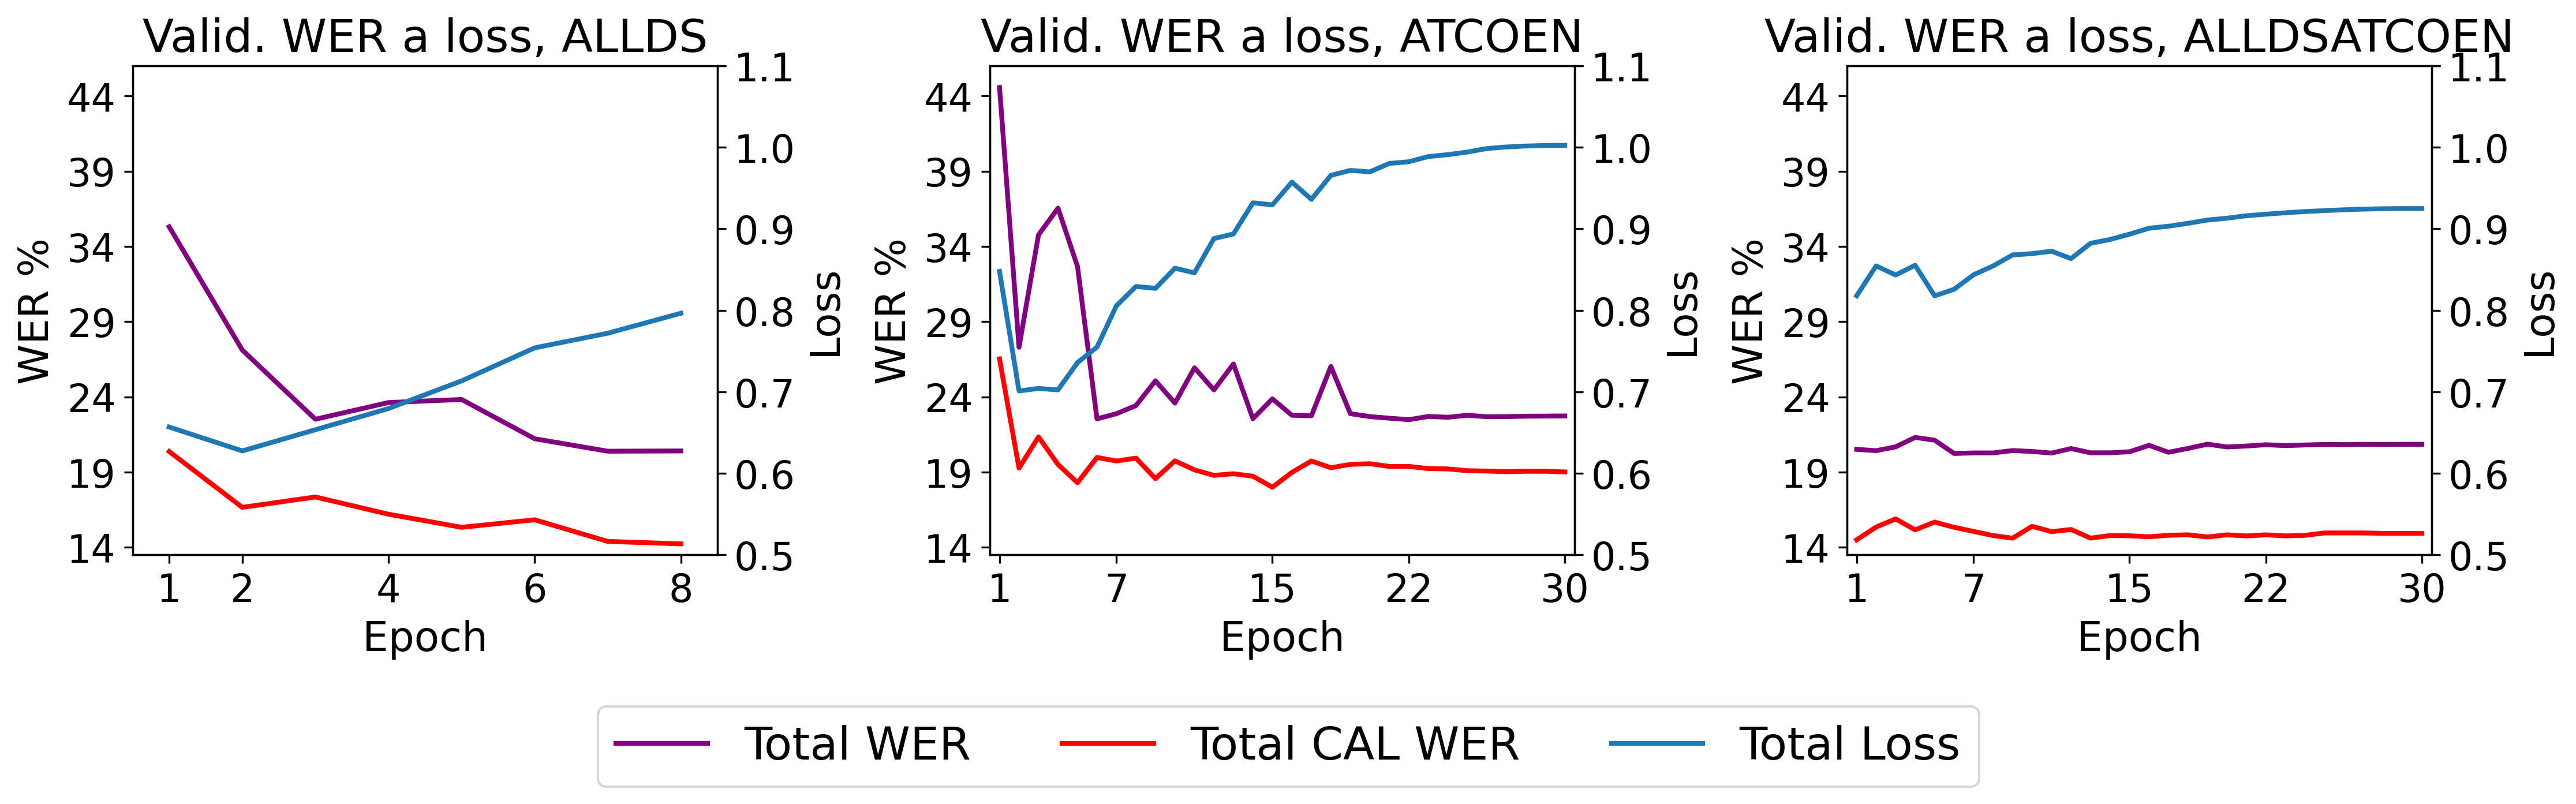 Valid. WER a loss, ALLDS
44
39
34
29
24
19
14
WER %
1.1
1.0
0.9
0.8
0.7
0.6
0.5
Loss
1 2 4 6 8
Epoch
Valid. WER a loss, ATCOEN
44
39
34
29
24
19
14
WER %
1.1
1.0
0.9
0.8
0.7
0.6
0.5
Loss
1 7 15 22 30
Epoch
Valid. WER a loss, ALLDSATCOEN
44
39
34
29
24
19
14
WER %
1.1
1.0
0.9
0.8
0.7
0.6
0.5
Loss
1 7 15 22 30
Epoch
Total WER Total CAL WER Total Loss